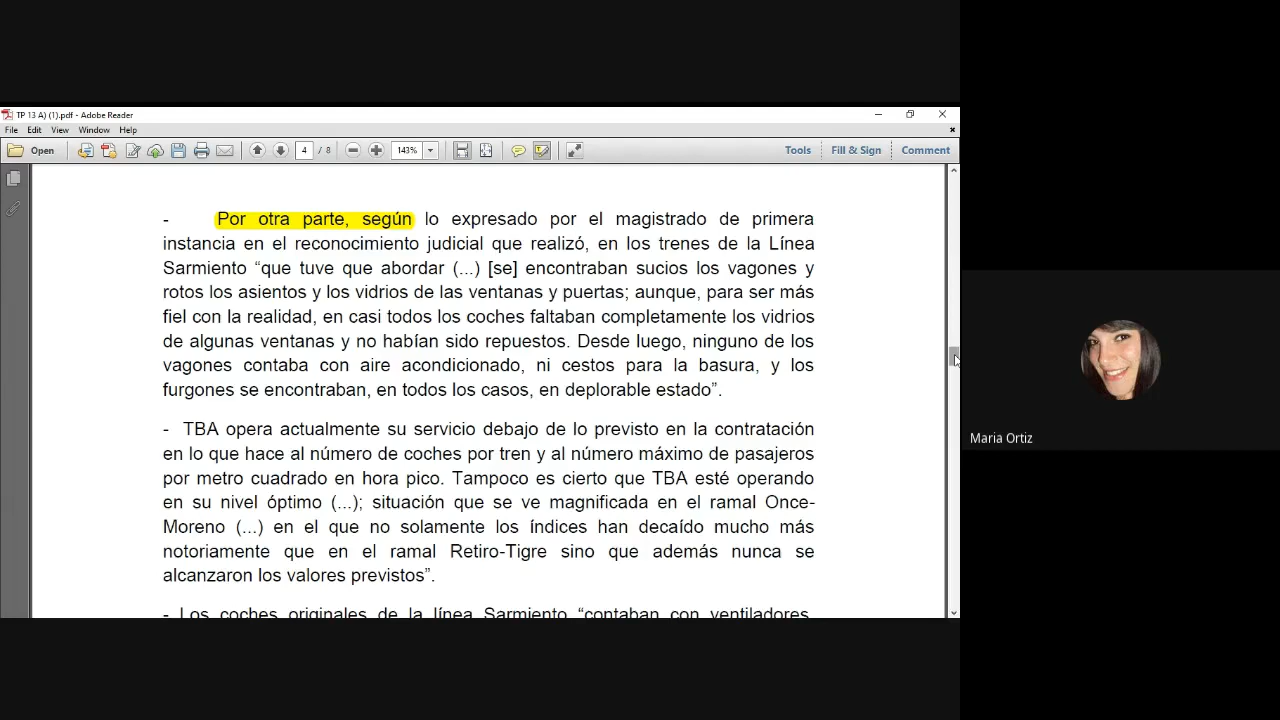 TP 13 A) (1).pdf - Adobe Reader
File Edit View Window Help
Open 4 / 8 143% Tools Fill & Sign Comment
- Por otra parte, según lo expresado por el magistrado de primera
instancia en el reconocimiento judicial que realizó, en los trenes de la Línea
Sarmiento “que tuve que abordar (...) [se] encontraban sucios los vagones y
rotos los asientos y los vidrios de las ventanas y puertas; aunque, para ser más
fiel con la realidad, en casi todos los coches faltaban completamente los vidrios
de algunas ventanas y no habían sido repuestos. Desde luego, ninguno de los
vagones contaba con aire acondicionado, ni cestos para la basura, y los
furgones se encontraban, en todos los casos, en deplorable estado”.
- TBA opera actualmente su servicio debajo de lo previsto en la contratación
en lo que hace al número de coches por tren y al número máximo de pasajeros
por metro cuadrado en hora pico. Tampoco es cierto que TBA esté operando
en su nivel óptimo (...); situación que se ve magnificada en el ramal Once-
Moreno (...) en el que no solamente los índices han decaído mucho más
notoriamente que en el ramal Retiro-Tigre sino que además nunca se
alcanzaron los valores previstos”.
- Los coches originales de la línea Sarmiento “contaban con ventiladores,
Maria Ortiz